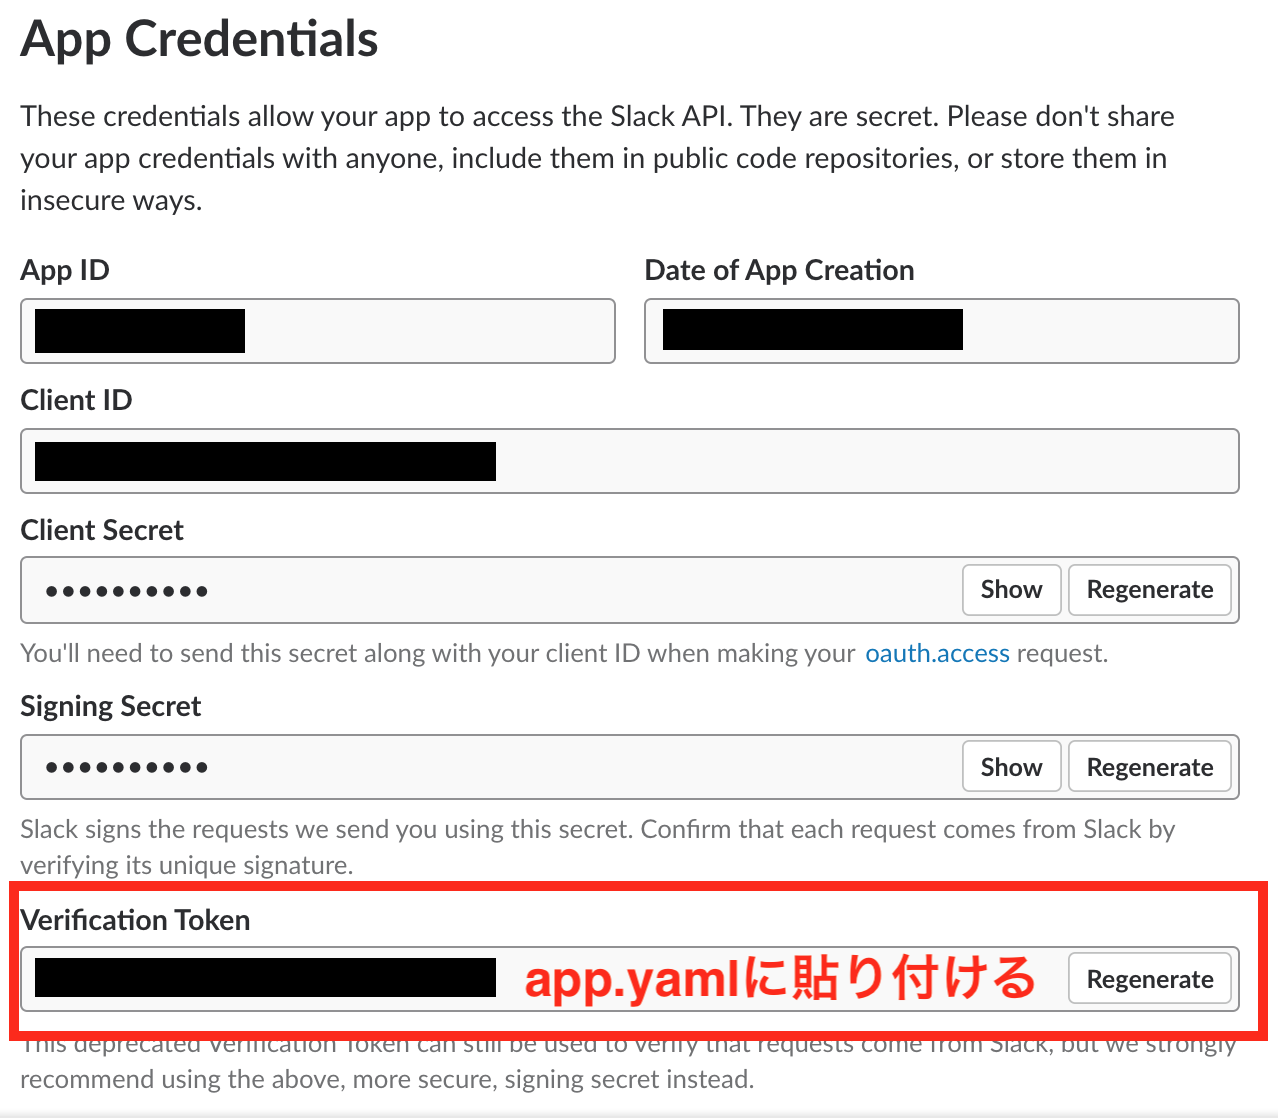 App Credentials
These credentials allow your app to access the Slack API. They are secret. Please don't share
your app credentials with anyone, include them in public code repositories, or store them in
insecure ways.
App ID
Date of App Creation
Client ID
Client Secret
••••••••••
Show
Regenerate
You'll need to send this secret along with your client ID when making your oauth.access request.
Signing Secret
••••••••••
Show
Regenerate
Slack signs the requests we send you using this secret. Confirm that each request comes from Slack by
verifying its unique signature.
Verification Token
app.yamlに貼り付ける
Regenerate
This deprecated Verification Token can still be used to verify that requests come from Slack, but we strongly
recommend using the above, more secure, signing secret instead.